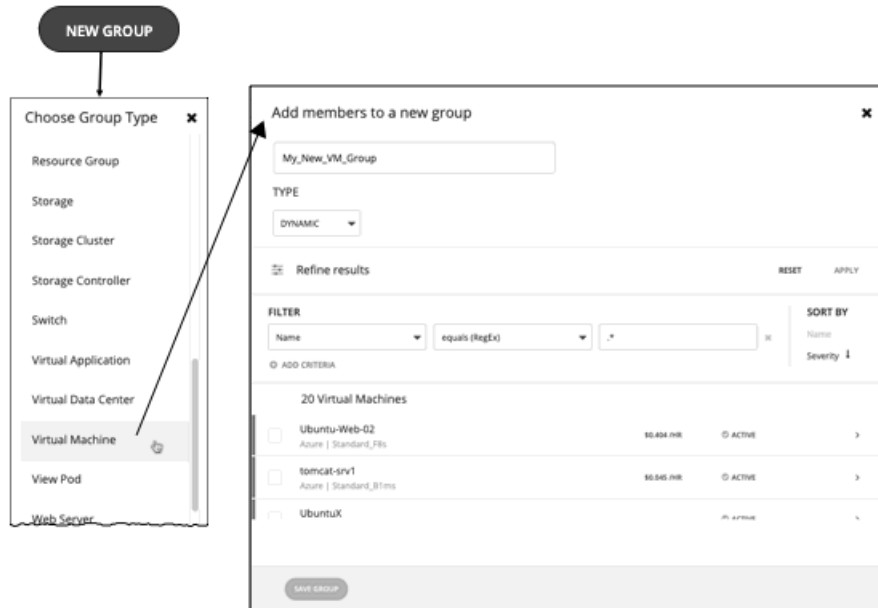 NEW GROUP
Choose Group Type
Resource Group
Storage
Storage Cluster
Storage Controller
Switch
Virtual Application
Virtual Data Center
Virtual Machine
View Pod
Web Server
Add members to a new group
My_New_VM_Group
TYPE
DYNAMIC
Refine results
RESET APPLY
FILTER
SORT BY
Name equals (RegEx) .*
Name
ADD CRITERIA
Severity
20 Virtual Machines
Ubuntu-Web-02
Azure | Standard_F8s
$0.404 /HR ACTIVE
tomcat-srv1
Azure | Standard_B1ms
$0.045 /HR ACTIVE
UbuntuX
ACTIVE
SAVE GROUP